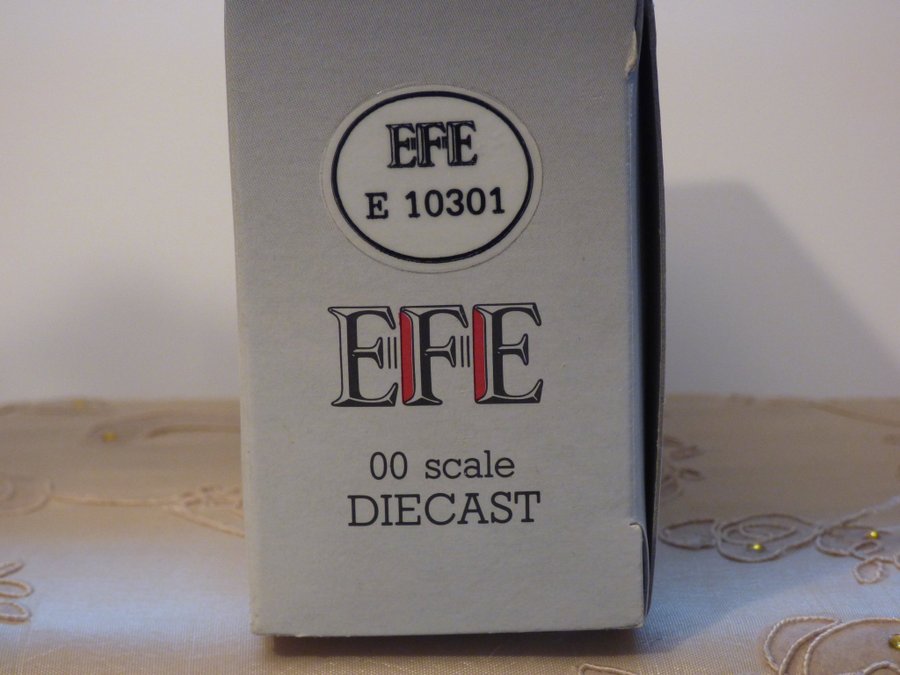 EFE
E 10301
EFE
00 scale
DIECAST